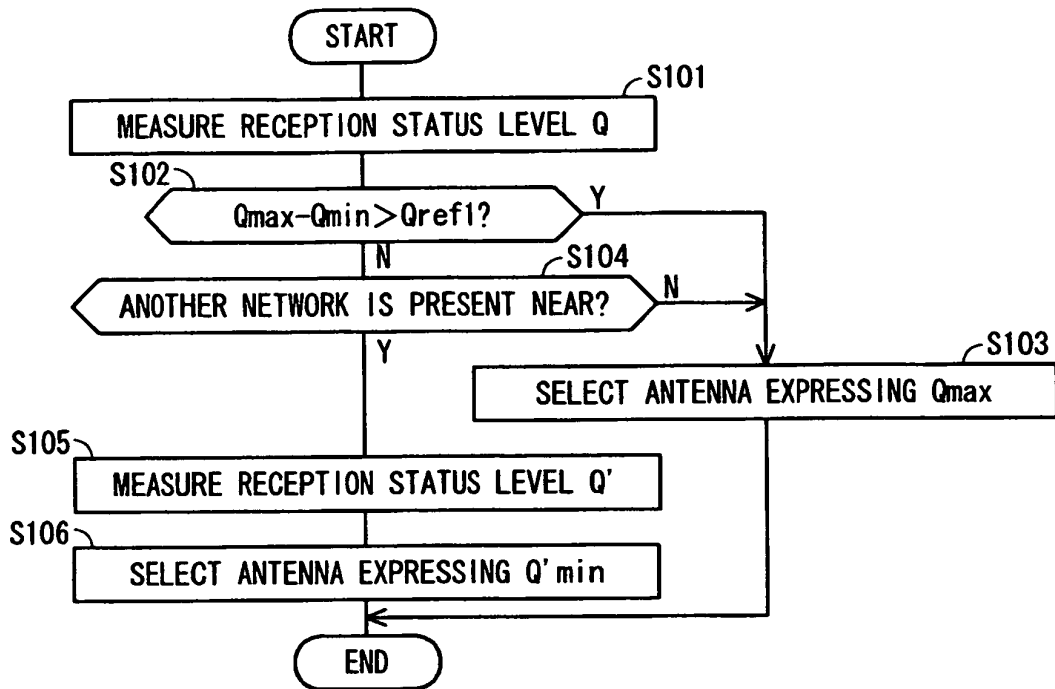 START
S101
MEASURE RECEPTION STATUS LEVEL Q
S102
Qmax-Qmin>Qref1?
Y
N
S104
ANOTHER NETWORK IS PRESENT NEAR?
N
Y
S103
SELECT ANTENNA EXPRESSING Qmax
S105
MEASURE RECEPTION STATUS LEVEL Q'
S106
SELECT ANTENNA EXPRESSING Q'min
END